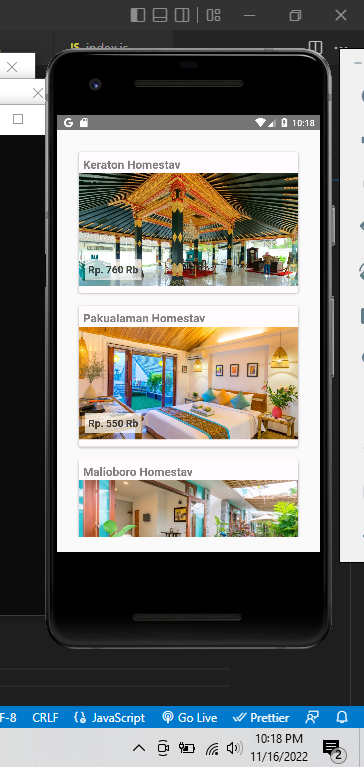 JS index.js
10:18
Keraton Homestay
Rp. 760 Rb
Pakualaman Homestay
Rp. 550 Rb
Malioboro Homestay
F-8 CRLF JavaScript Go Live Prettier
10:18 PM
11/16/2022
2